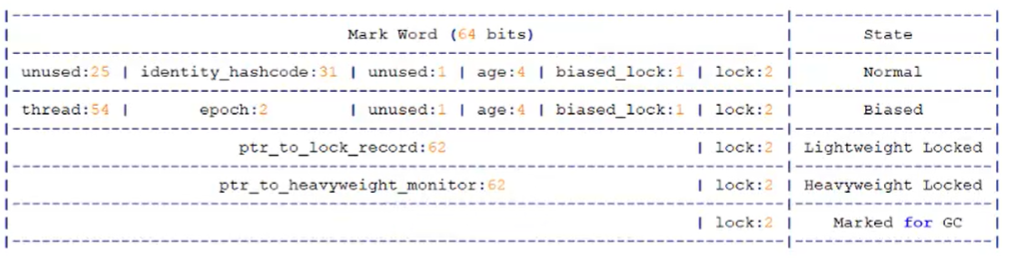 |------------------------------------------------------------------------------|--------------------|
| Mark Word (64 bits) | State |
|------------------------------------------------------------------------------|--------------------|
| unused:25 | identity_hashcode:31 | unused:1 | age:4 | biased_lock:1 | lock:2 | Normal |
|------------------------------------------------------------------------------|--------------------|
| thread:54 | epoch:2 | unused:1 | age:4 | biased_lock:1 | lock:2 | Biased |
|------------------------------------------------------------------------------|--------------------|
| ptr_to_lock_record:62 | lock:2 | Lightweight Locked |
|------------------------------------------------------------------------------|--------------------|
| ptr_to_heavyweight_monitor:62 | lock:2 | Heavyweight Locked |
|------------------------------------------------------------------------------|--------------------|
| | lock:2 | Marked for GC |
|------------------------------------------------------------------------------|--------------------|